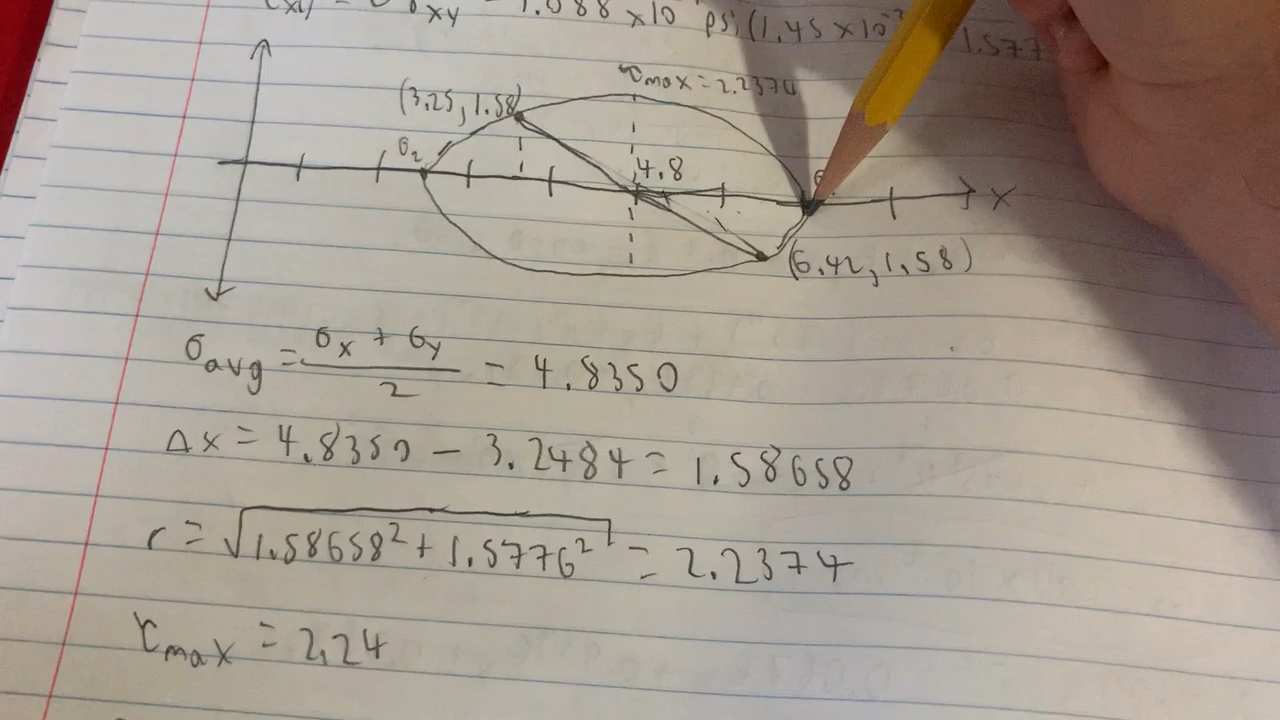 τxy = G γxy = 1.088 x10 psi (1.45 x10 1.577
τmax = 2.2374
(3.25, 1.58)
σ2
4.8
x
(6.42, 1.58)
σavg = σx + σy / 2 = 4.8350
Δx = 4.8350 − 3.2484 = 1.58658
r = √1.58658² + 1.5776² = 2.2374
τmax = 2.24